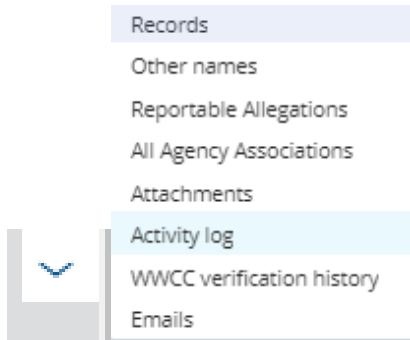 Records
Other names
Reportable Allegations
All Agency Associations
Attachments
Activity log
WWCC verification history
Emails